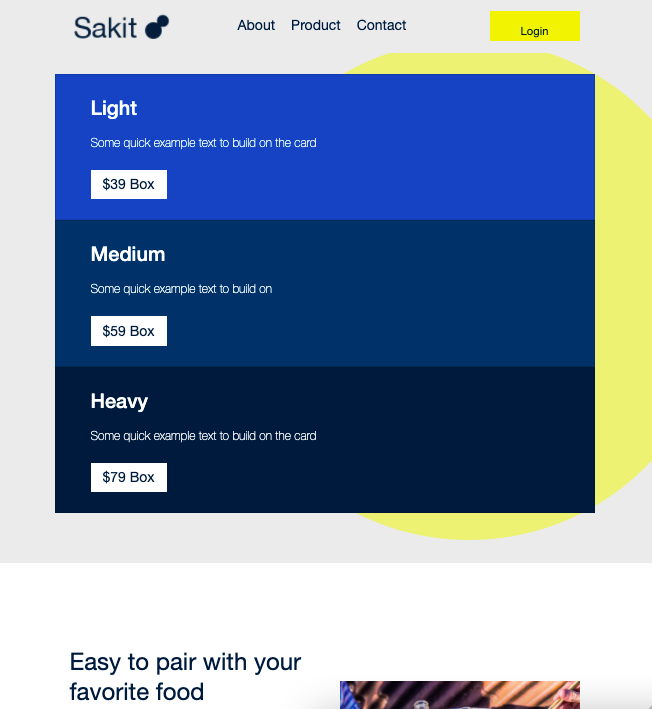 Sakit
About Product Contact
Login
Light
Some quick example text to build on the card
$39 Box
Medium
Some quick example text to build on
$59 Box
Heavy
Some quick example text to build on the card
$79 Box
Easy to pair with your
favorite food